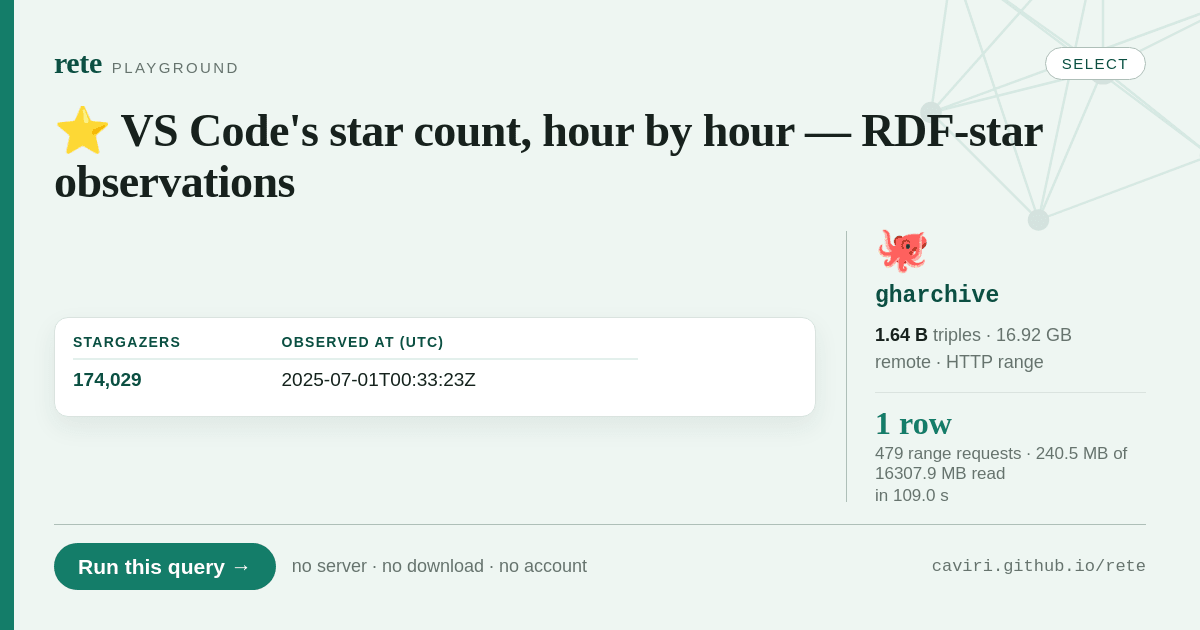 rete PLAYGROUND
SELECT
⭐ VS Code's star count, hour by hour — RDF-star
observations
STARGAZERS OBSERVED AT (UTC)
174,029 2025-07-01T00:33:23Z
🐙
gharchive
1.64 B triples · 16.92 GB
remote · HTTP range
1 row
479 range requests · 240.5 MB of
16307.9 MB read
in 109.0 s
Run this query →
no server · no download · no account
caviri.github.io/rete